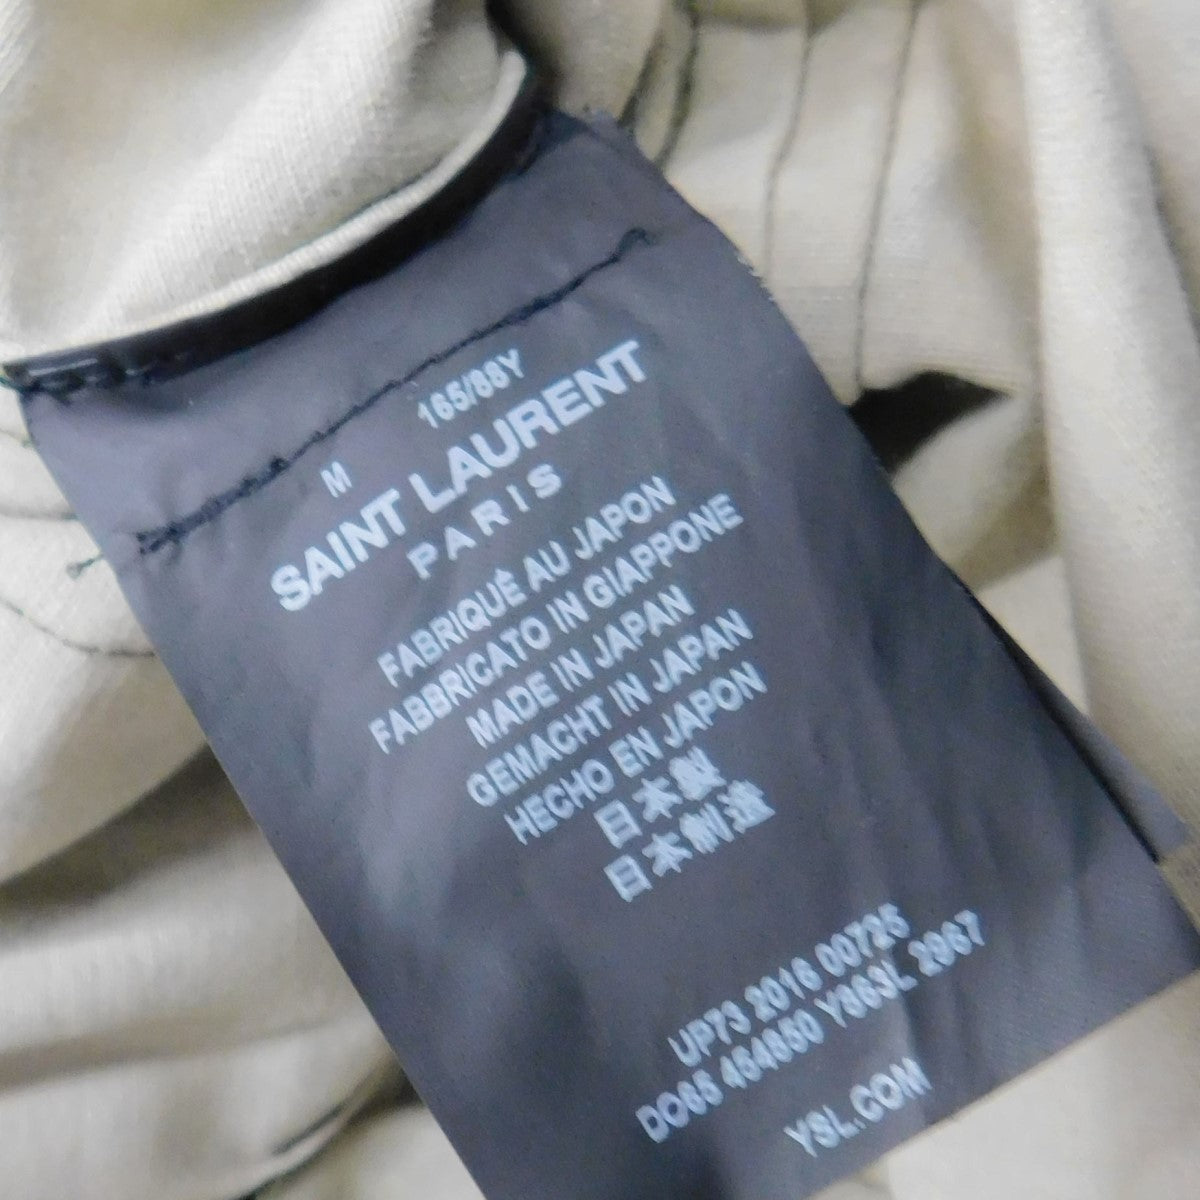 M 165/88Y
SAINT LAURENT
PARIS
FABRIQUÉ AU JAPON
FABBRICATO IN GIAPPONE
MADE IN JAPAN
GEMACHT IN JAPAN
HECHO EN JAPON
日本製
日本制造
UP73 2016 00725
DO65 454850 Y863L 2967
YSL.COM